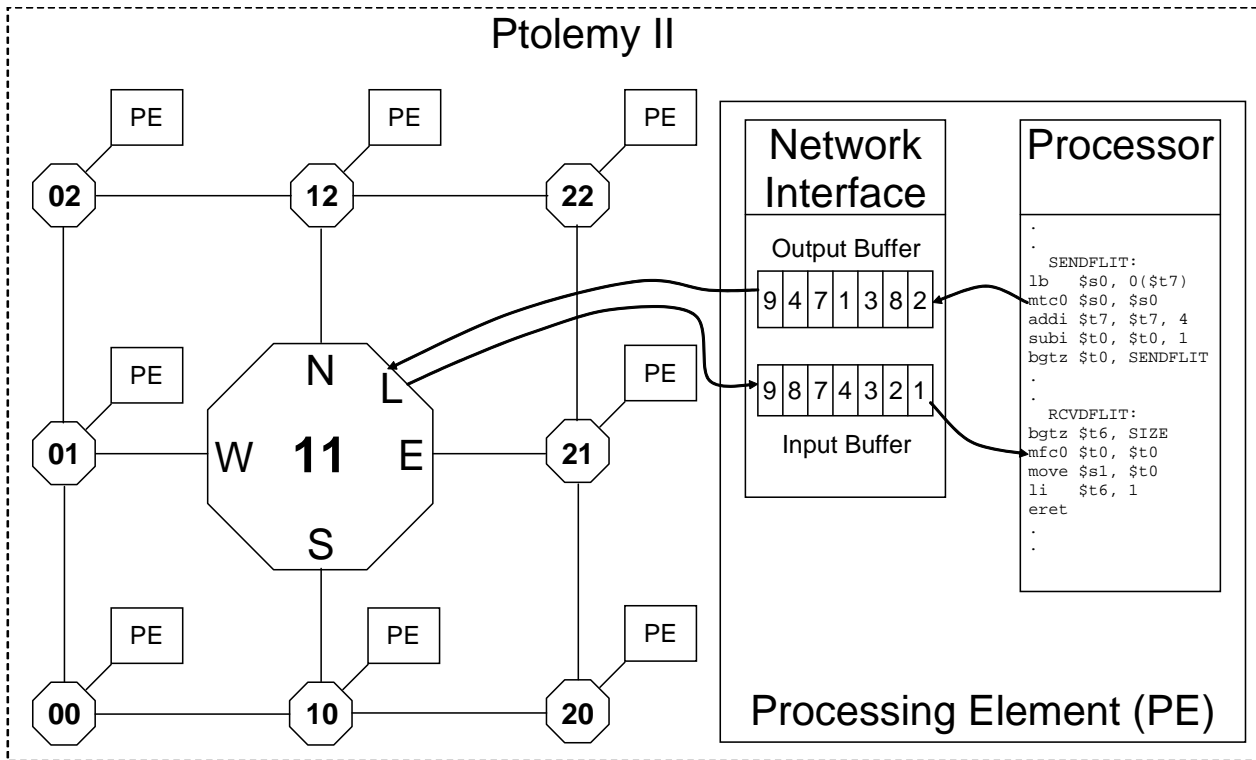 Ptolemy II
PE
PE
PE
02
12
22
PE
PE
N
L
01
W
11
E
21
S
PE
PE
PE
00
10
20
Network
Interface
Output Buffer
9 4 7 1 3 8 2
9 8 7 4 3 2 1
Input Buffer
Processor
.
.
SENDFLIT:
lb $s0, 0($t7)
mtc0 $s0, $s0
addi $t7, $t7, 4
subi $t0, $t0, 1
bgtz $t0, SENDFLIT
.
.
RCVDFLIT:
bgtz $t6, SIZE
mfc0 $t0, $t0
move $s1, $t0
li $t6, 1
eret
.
.
Processing Element (PE)